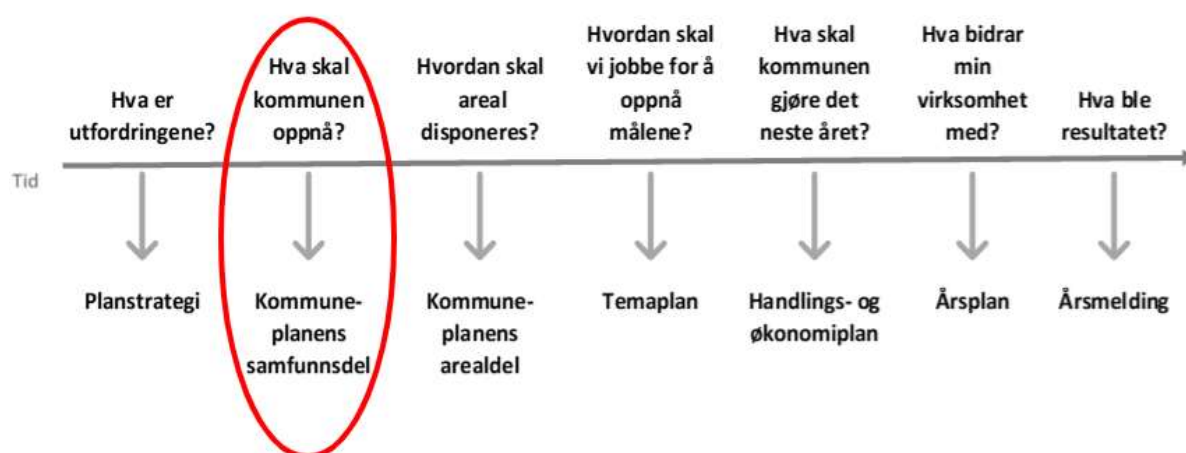 Hva er
utfordringene?
Hva skal
kommunen
oppnå?
Hvordan skal
areal
disponeres?
Hvordan skal
vi jobbe for å
oppnå
målene?
Hva skal
kommunen
gjøre det
neste året?
Hva bidrar
min
virksomhet
med?
Hva ble
resultatet?
Tid
Planstrategi
Kommune-
planens
samfunnsdel
Kommune-
planens
arealdel
Temaplan
Handlings- og
økonomiplan
Årsplan
Årsmelding